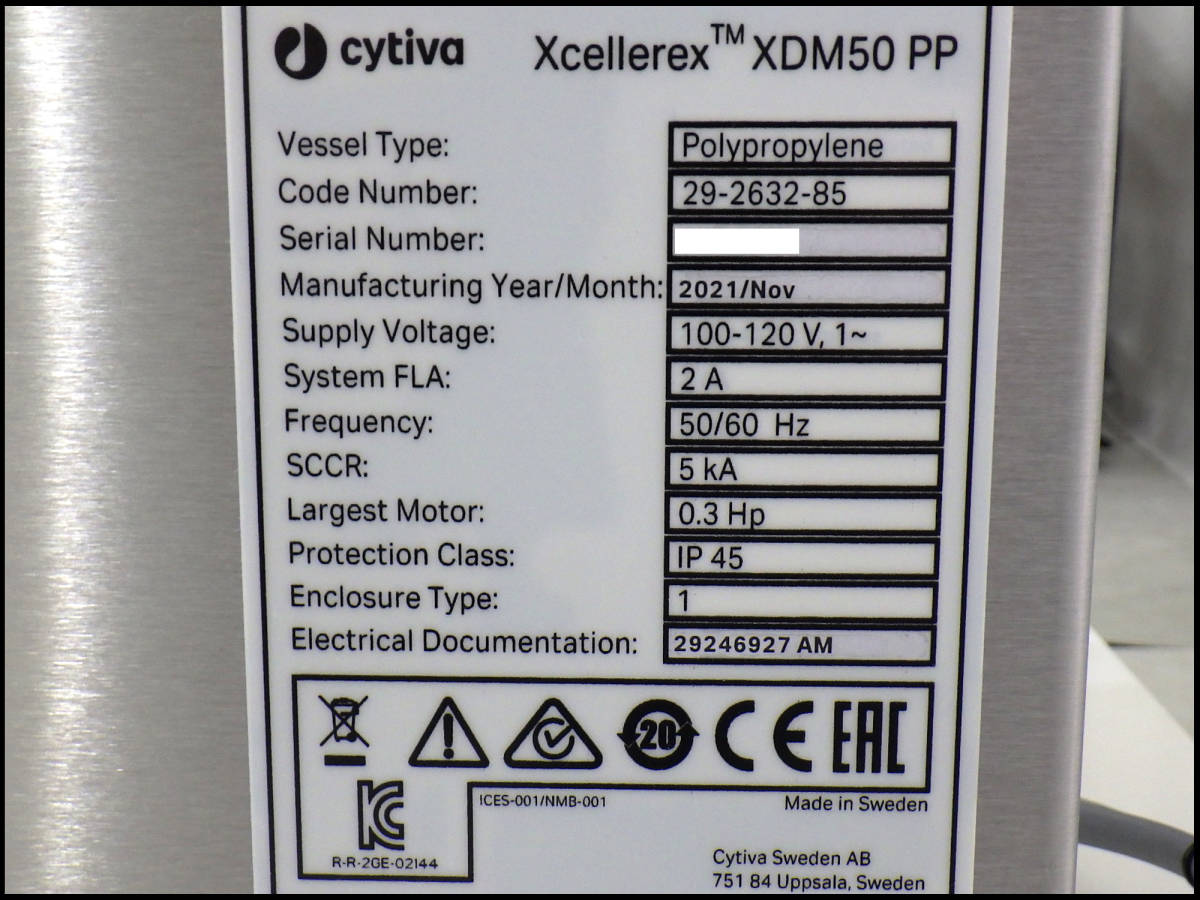 cytiva Xcellerex™ XDM50 PP
Vessel Type: Polypropylene
Code Number: 29-2632-85
Serial Number:
Manufacturing Year/Month: 2021/Nov
Supply Voltage: 100-120 V, 1~
System FLA: 2 A
Frequency: 50/60 Hz
SCCR: 5 kA
Largest Motor: 0.3 Hp
Protection Class: IP 45
Enclosure Type: 1
Electrical Documentation: 29246927 AM
20 CE EAC
KC
ICES-001/NMB-001 Made in Sweden
R-R-2GE-02144
Cytiva Sweden AB
751 84 Uppsala, Sweden